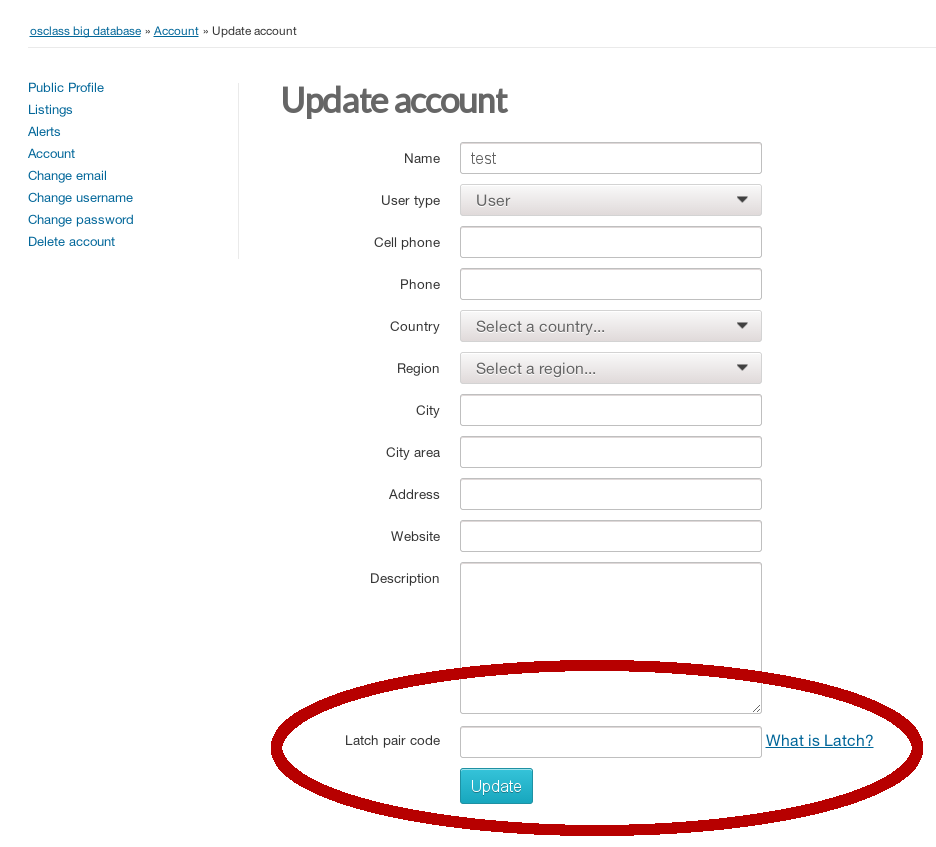 osclass big database » Account » Update account
Public Profile
Listings
Alerts
Account
Change email
Change username
Change password
Delete account
Update account
Name test
User type User
Cell phone
Phone
Country Select a country...
Region Select a region...
City
City area
Address
Website
Description
Latch pair code What is Latch?
Update